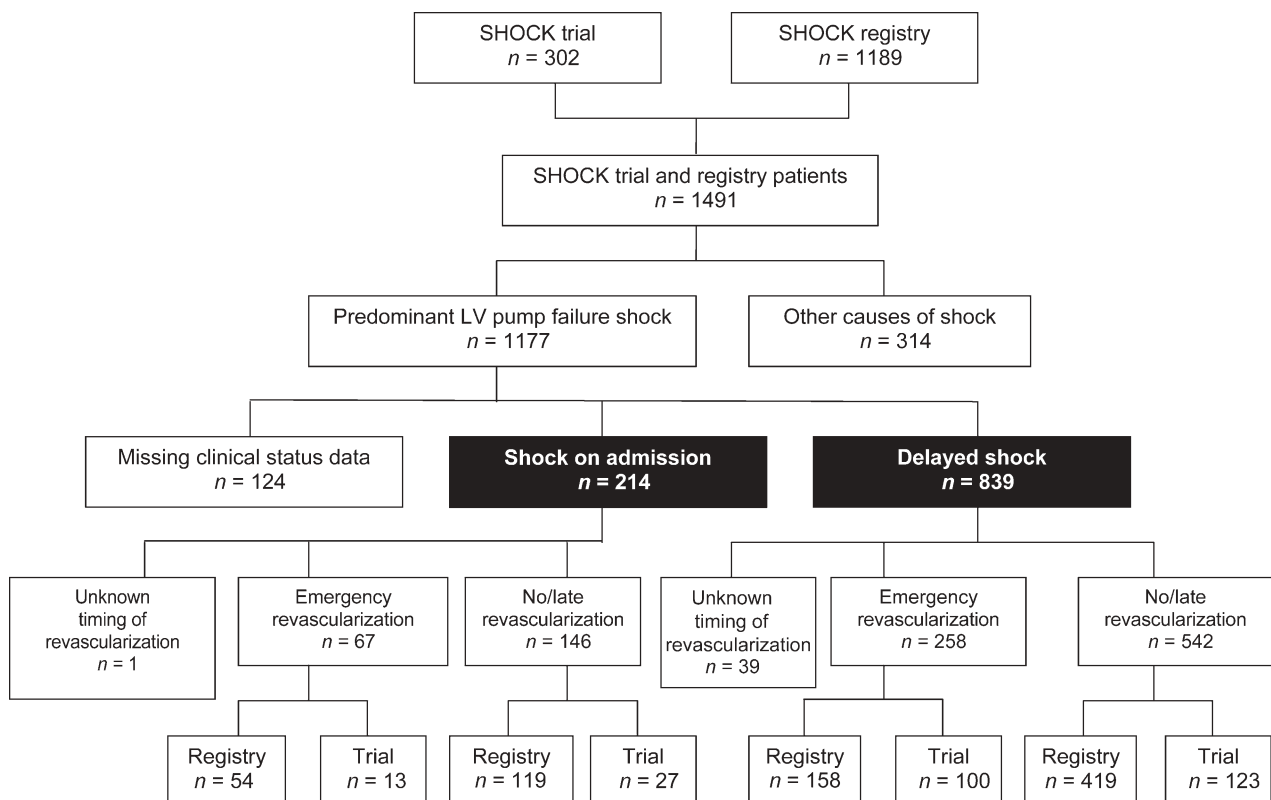 SHOCK trial
n = 302
SHOCK registry
n = 1189
SHOCK trial and registry patients
n = 1491
Predominant LV pump failure shock
n = 1177
Other causes of shock
n = 314
Missing clinical status data
n = 124
Shock on admission
n = 214
Delayed shock
n = 839
Unknown
timing of
revascularization
n = 1
Emergency
revascularization
n = 67
No/late
revascularization
n = 146
Unknown
timing of
revascularization
n = 39
Emergency
revascularization
n = 258
No/late
revascularization
n = 542
Registry
n = 54
Trial
n = 13
Registry
n = 119
Trial
n = 27
Registry
n = 158
Trial
n = 100
Registry
n = 419
Trial
n = 123